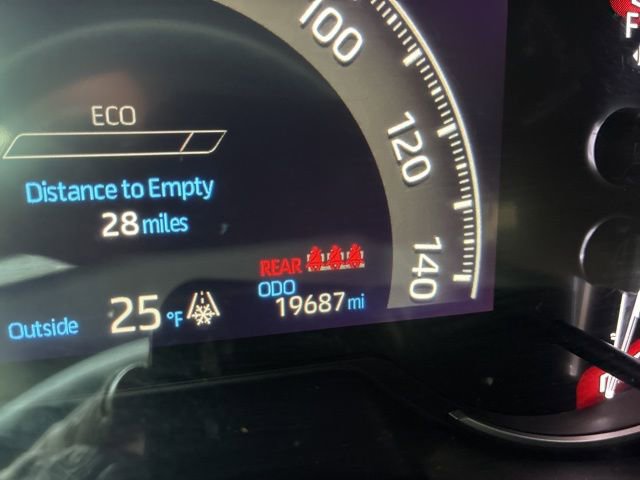 100
ECO
120
Distance to Empty
28 miles
REAR
140
ODO
19687 mi
Outside 25 °F
F